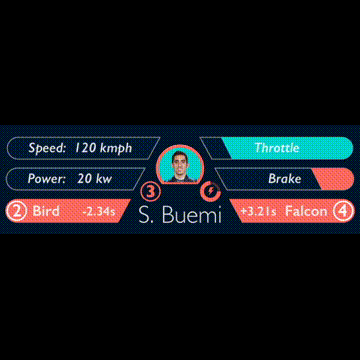 Speed: 120 kmph
Throttle
Power: 20 kw
Brake
3
2 Bird -2.34s
S. Buemi
+3.21s Falcon 4